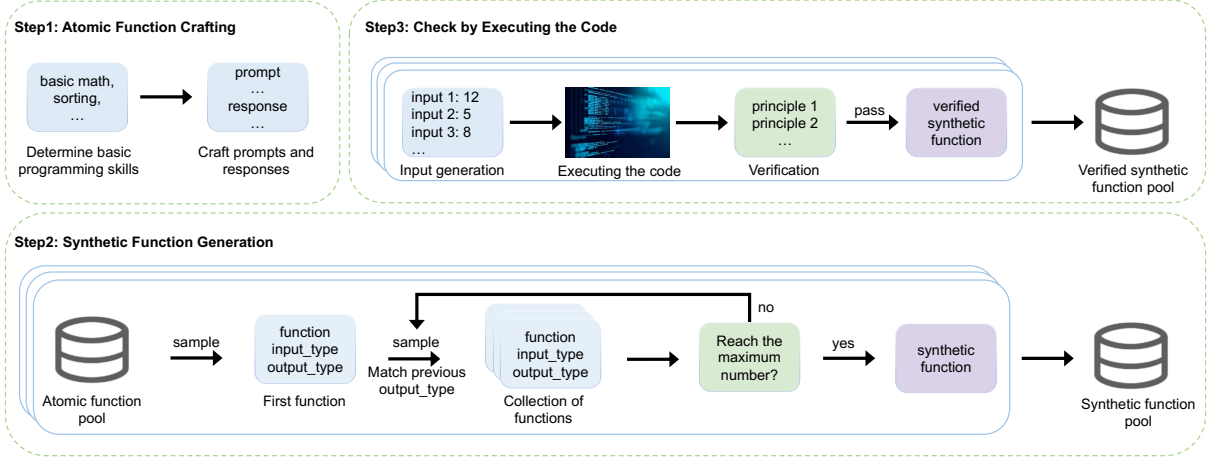 Step1: Atomic Function Crafting
basic math,
sorting,
…
Determine basic
programming skills
prompt
…
response
…
Craft prompts and
responses
Step3: Check by Executing the Code
input 1: 12
input 2: 5
input 3: 8
…
Input generation
Executing the code
principle 1
principle 2
…
Verification
pass
verified
synthetic
function
Verified synthetic
function pool
Step2: Synthetic Function Generation
Atomic function
pool
sample
function
input_type
output_type
First function
sample
Match previous
output_type
function
input_type
output_type
Collection of
functions
no
Reach the
maximum
number?
yes
synthetic
function
Synthetic function
pool